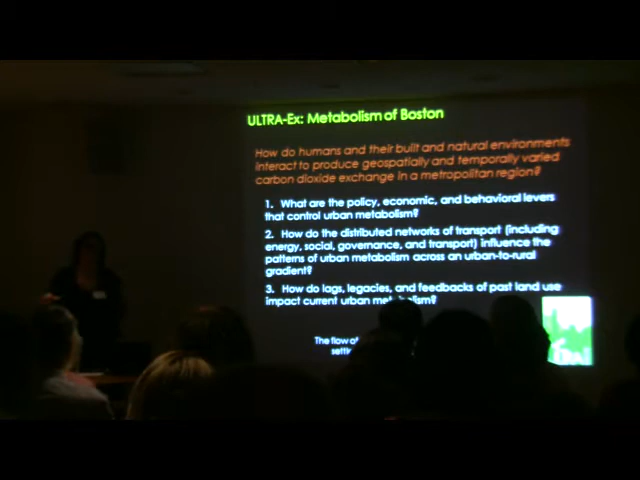 ULTRA-Ex: Metabolism of Boston
How do humans and their built and natural environments
interact to produce geospatially and temporally varied
carbon dioxide exchange in a metropolitan region?
1. What are the policy, economic, and behavioral levers
that control urban metabolism?
2. How do the distributed networks of transport (including
energy, social, governance, and transport) influence the
patterns of urban metabolism across an urban-to-rural
gradient?
3. How do lags, legacies, and feedbacks of past land use
impact current urban metabolism?
The flow of